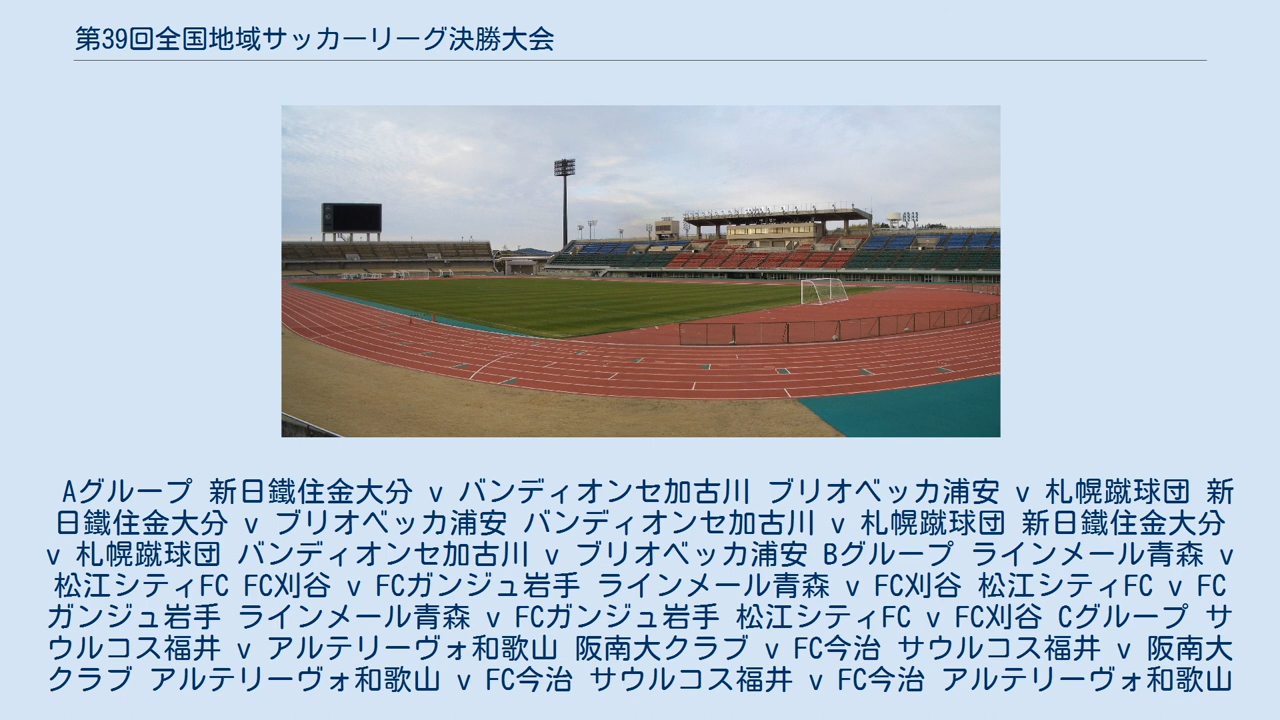 第39回全国地域サッカーリーグ決勝大会
Aグループ 新日鐵住金大分 v バンディオンセ加古川 ブリオベッカ浦安 v 札幌蹴球団 新
日鐵住金大分 v ブリオベッカ浦安 バンディオンセ加古川 v 札幌蹴球団 新日鐵住金大分
v 札幌蹴球団 バンディオンセ加古川 v ブリオベッカ浦安 Bグループ ラインメール青森 v
松江シティFC FC刈谷 v FCガンジュ岩手 ラインメール青森 v FC刈谷 松江シティFC v FC
ガンジュ岩手 ラインメール青森 v FCガンジュ岩手 松江シティFC v FC刈谷 Cグループ サ
ウルコス福井 v アルテリーヴォ和歌山 阪南大クラブ v FC今治 サウルコス福井 v 阪南大
クラブ アルテリーヴォ和歌山 v FC今治 サウルコス福井 v FC今治 アルテリーヴォ和歌山